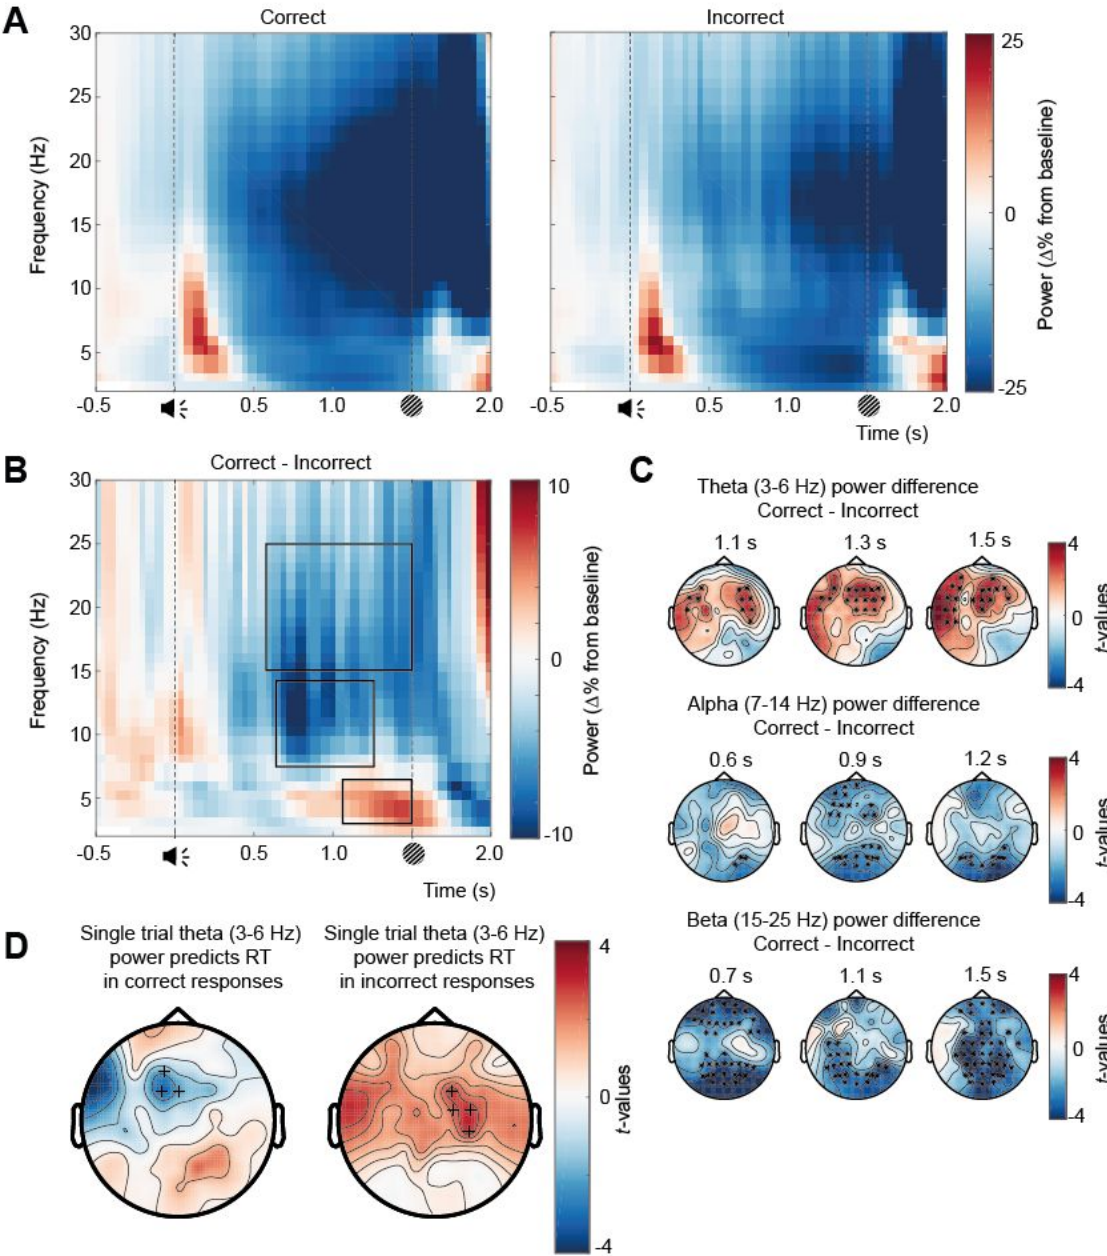 A
Correct
Incorrect
30
25
20
15
10
5
Frequency (Hz)
-0.5
0.5
1.0
2.0
-0.5
0.5
1.0
2.0
Time (s)
25
0
-25
Power (Δ% from baseline)
B
Correct - Incorrect
30
25
20
15
10
5
Frequency (Hz)
-0.5
0.5
1.0
2.0
Time (s)
10
0
-10
Power (Δ% from baseline)
C
Theta (3-6 Hz) power difference
Correct - Incorrect
1.1 s
1.3 s
1.5 s
4
0
-4
t-values
Alpha (7-14 Hz) power difference
Correct - Incorrect
0.6 s
0.9 s
1.2 s
4
0
-4
t-values
Beta (15-25 Hz) power difference
Correct - Incorrect
0.7 s
1.1 s
1.5 s
4
0
-4
t-values
D
Single trial theta (3-6 Hz)
power predicts RT
in correct responses
Single trial theta (3-6 Hz)
power predicts RT
in incorrect responses
4
0
-4
t-values